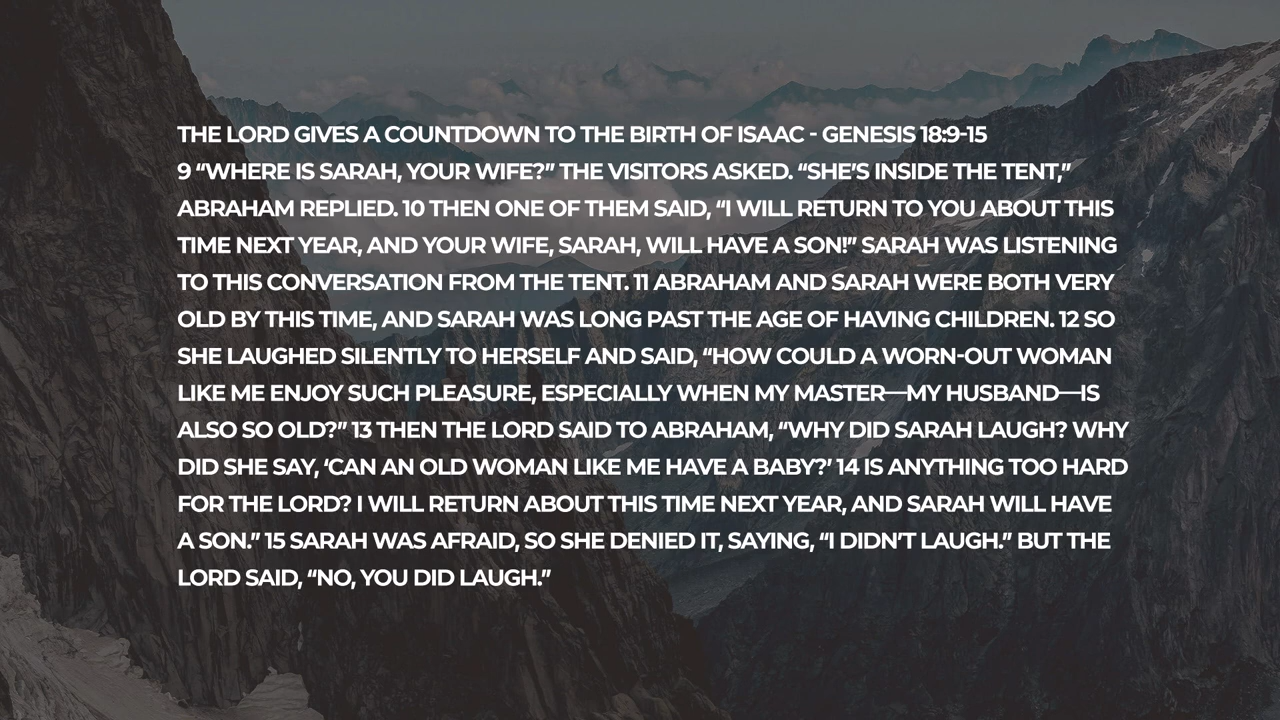 THE LORD GIVES A COUNTDOWN TO THE BIRTH OF ISAAC - GENESIS 18:9-15
9 “WHERE IS SARAH, YOUR WIFE?” THE VISITORS ASKED. “SHE’S INSIDE THE TENT,”
ABRAHAM REPLIED. 10 THEN ONE OF THEM SAID, “I WILL RETURN TO YOU ABOUT THIS
TIME NEXT YEAR, AND YOUR WIFE, SARAH, WILL HAVE A SON!” SARAH WAS LISTENING
TO THIS CONVERSATION FROM THE TENT. 11 ABRAHAM AND SARAH WERE BOTH VERY
OLD BY THIS TIME, AND SARAH WAS LONG PAST THE AGE OF HAVING CHILDREN. 12 SO
SHE LAUGHED SILENTLY TO HERSELF AND SAID, “HOW COULD A WORN-OUT WOMAN
LIKE ME ENJOY SUCH PLEASURE, ESPECIALLY WHEN MY MASTER—MY HUSBAND—IS
ALSO SO OLD?” 13 THEN THE LORD SAID TO ABRAHAM, “WHY DID SARAH LAUGH? WHY
DID SHE SAY, ‘CAN AN OLD WOMAN LIKE ME HAVE A BABY?’ 14 IS ANYTHING TOO HARD
FOR THE LORD? I WILL RETURN ABOUT THIS TIME NEXT YEAR, AND SARAH WILL HAVE
A SON.” 15 SARAH WAS AFRAID, SO SHE DENIED IT, SAYING, “I DIDN’T LAUGH.” BUT THE
LORD SAID, “NO, YOU DID LAUGH.”